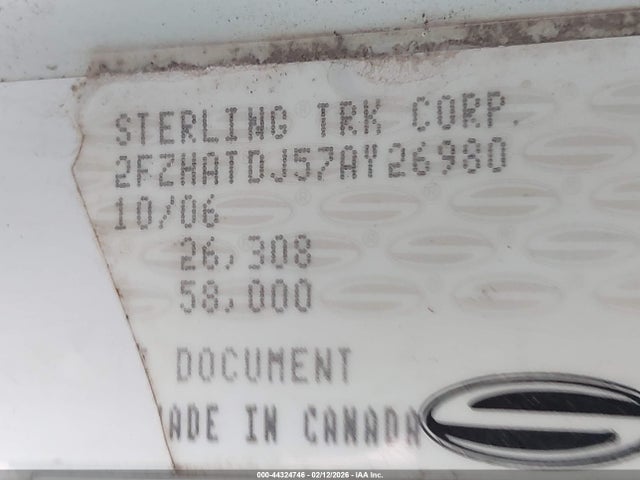 STERLING TRK CORP.
2FZHATDJ57AY26980
10/06
26,308
58,000
DOCUMENT
MADE IN CANADA
000-44324746 - 02/12/2026 - IAA Inc.